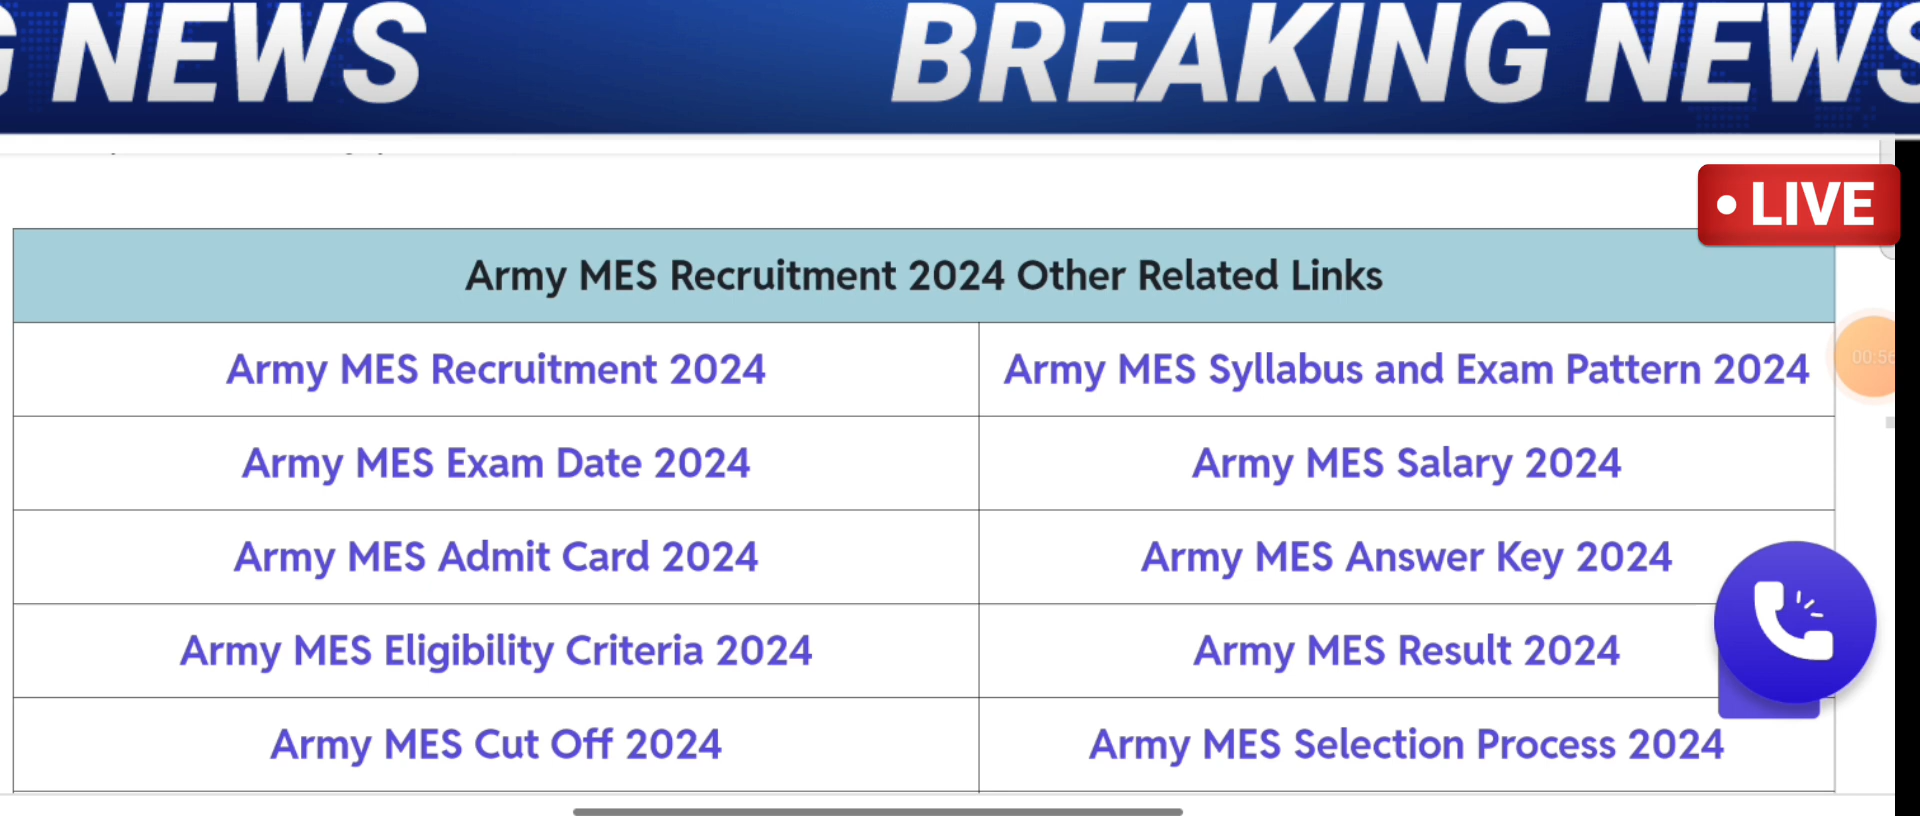 NEWS
BREAKING NEWS
• LIVE
Army MES Recruitment 2024 Other Related Links
Army MES Recruitment 2024
Army MES Syllabus and Exam Pattern 2024
Army MES Exam Date 2024
Army MES Salary 2024
Army MES Admit Card 2024
Army MES Answer Key 2024
Army MES Eligibility Criteria 2024
Army MES Result 2024
Army MES Cut Off 2024
Army MES Selection Process 2024